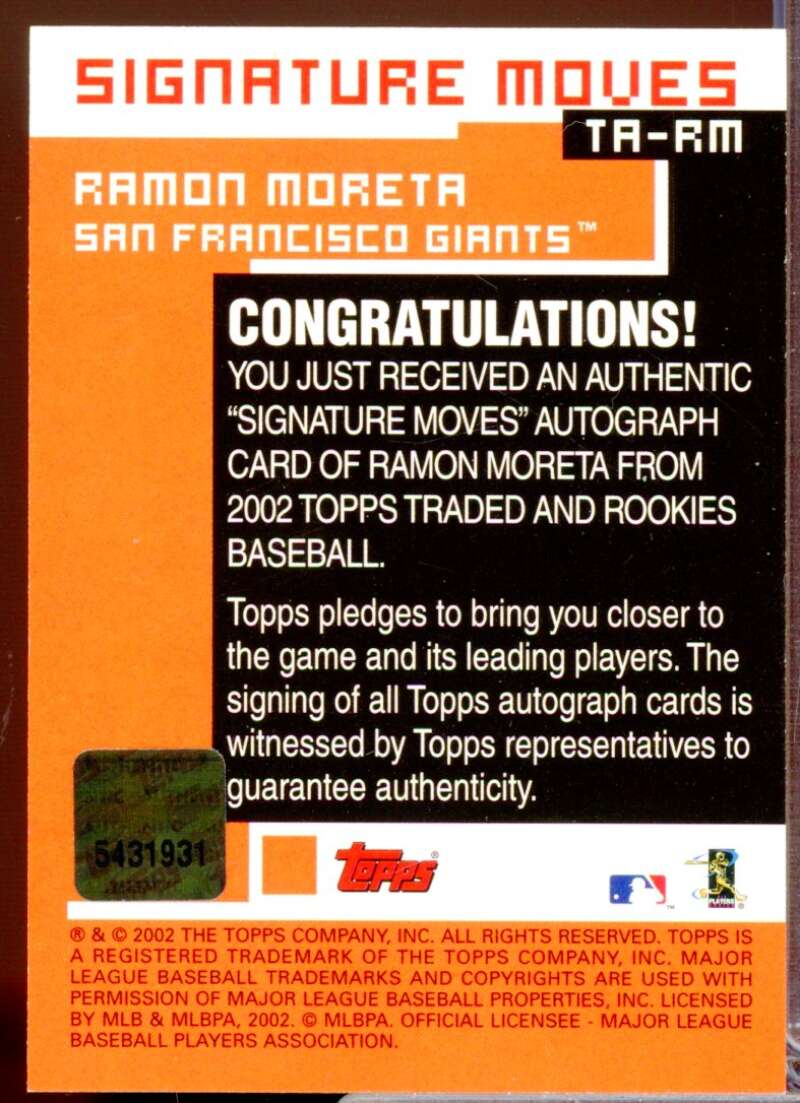 SIGNATURE MOVES
TA-RM
RAMON MORETA
SAN FRANCISCO GIANTS™
CONGRATULATIONS!
YOU JUST RECEIVED AN AUTHENTIC
“SIGNATURE MOVES” AUTOGRAPH
CARD OF RAMON MORETA FROM
2002 TOPPS TRADED AND ROOKIES
BASEBALL.
Topps pledges to bring you closer to
the game and its leading players. The
signing of all Topps autograph cards is
witnessed by Topps representatives to
guarantee authenticity.
5431931
Topps®
PLAYERS
® & © 2002 THE TOPPS COMPANY, INC. ALL RIGHTS RESERVED. TOPPS IS
A REGISTERED TRADEMARK OF THE TOPPS COMPANY, INC. MAJOR
LEAGUE BASEBALL TRADEMARKS AND COPYRIGHTS ARE USED WITH
PERMISSION OF MAJOR LEAGUE BASEBALL PROPERTIES, INC. LICENSED
BY MLB & MLBPA, 2002. © MLBPA. OFFICIAL LICENSEE - MAJOR LEAGUE
BASEBALL PLAYERS ASSOCIATION.